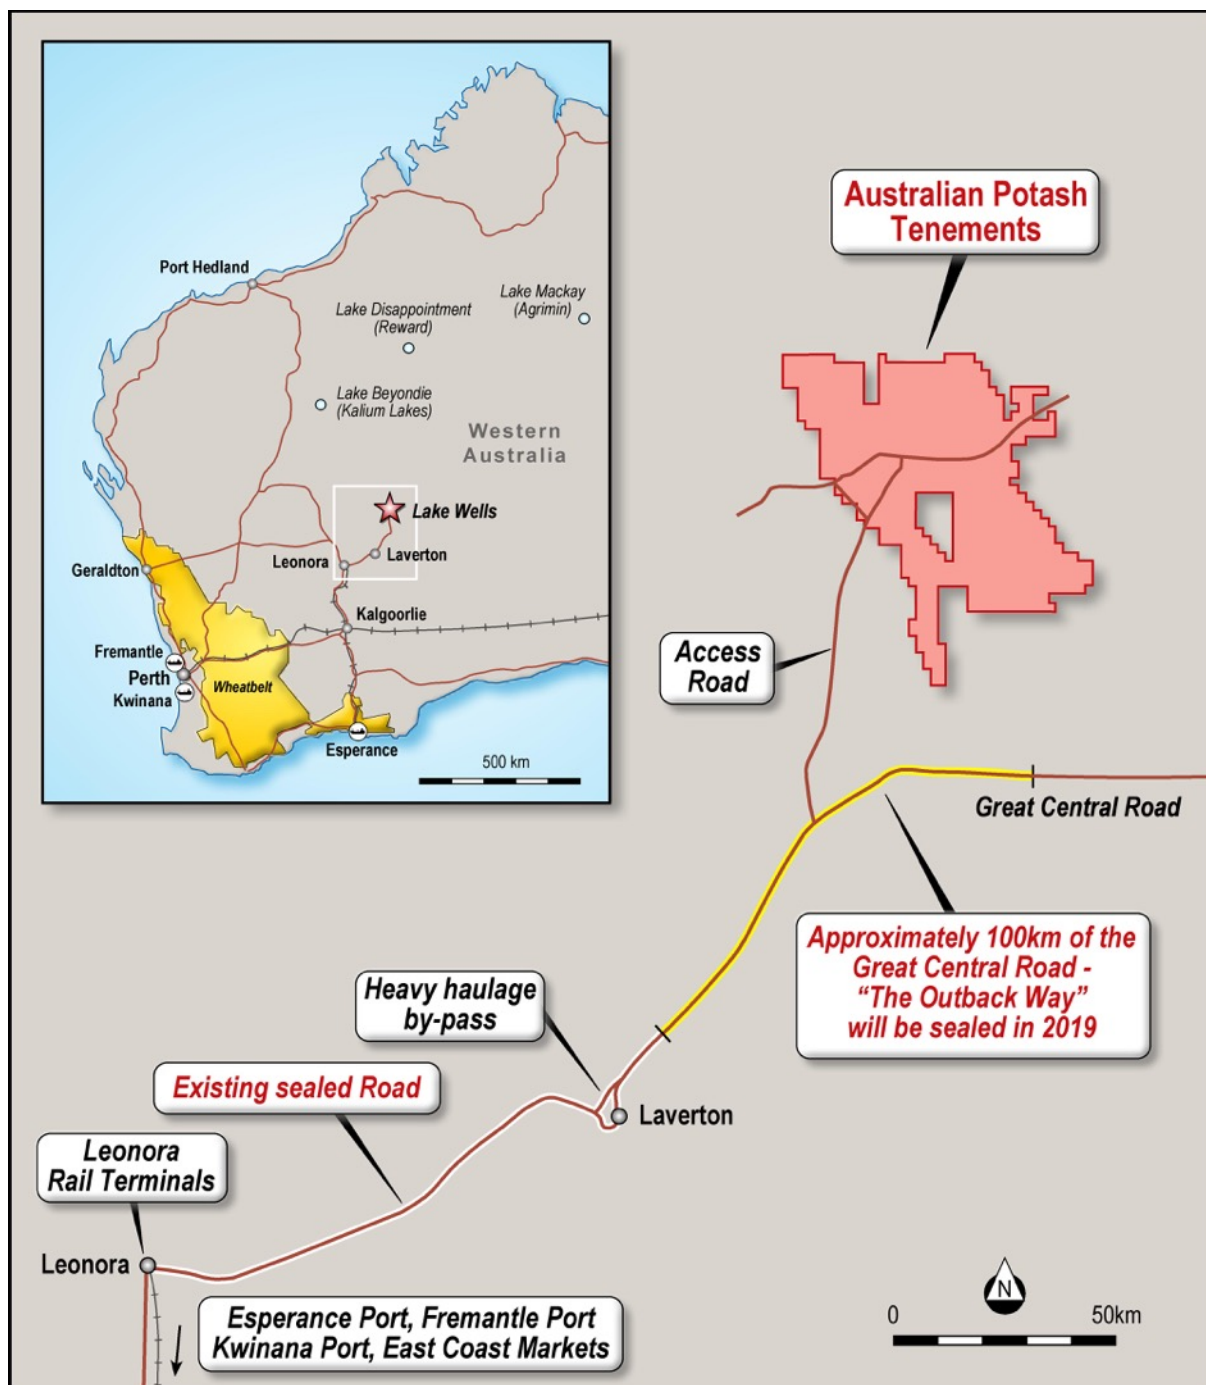 Port Hedland
Lake Disappointment
(Reward)
Lake Mackay
(Agrimin)
Lake Beyondie
(Kalium Lakes)
Western
Australia
Lake Wells
Laverton
Leonora
Geraldton
Kalgoorlie
Fremantle
Perth
Kwinana
Wheatbelt
Esperance
500 km
Australian Potash
Tenements
Access
Road
Great Central Road
Approximately 100km of the
Great Central Road -
“The Outback Way”
will be sealed in 2019
Heavy haulage
by-pass
Existing sealed Road
Laverton
Leonora
Rail Terminals
Leonora
Esperance Port, Fremantle Port
Kwinana Port, East Coast Markets
N
0 50km